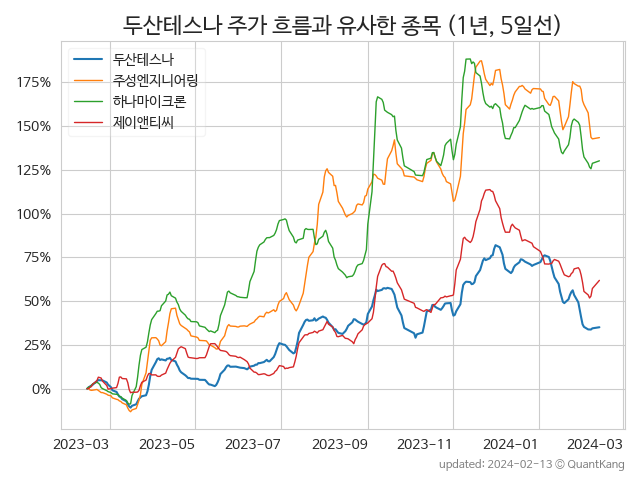 두산테스나 주가 흐름과 유사한 종목 (1년, 5일선)
두산테스나
주성엔지니어링
하나마이크론
제이앤티씨
175%
150%
125%
100%
75%
50%
25%
0%
2023-03 2023-05 2023-07 2023-09 2023-11 2024-01 2024-03
updated: 2024-02-13 © QuantKang